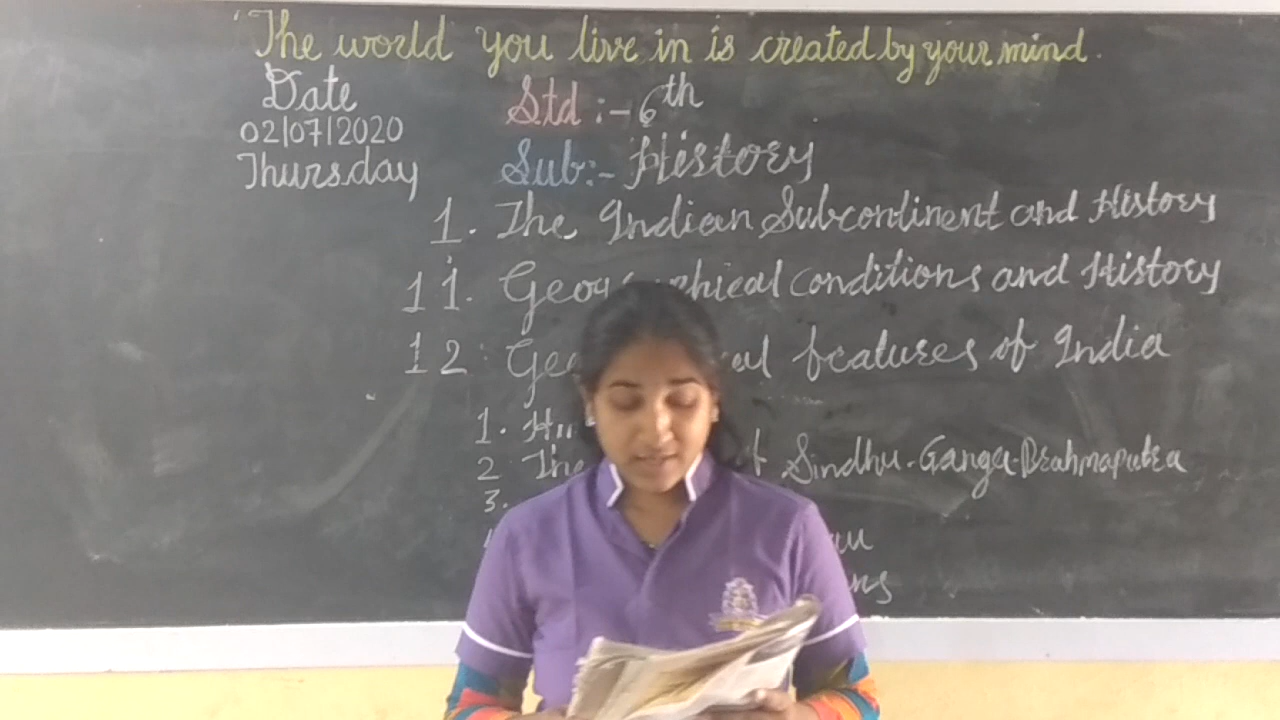 'The world you live in is created by your mind.
Date
02/07/2020
Thursday
Std :- 6th
Sub:- History
1. The Indian Subcontinent and History
1.1. Geographical conditions and History
1.2 features of India
1.
2 The Sindhu-Ganga-Brahmaputra
3.